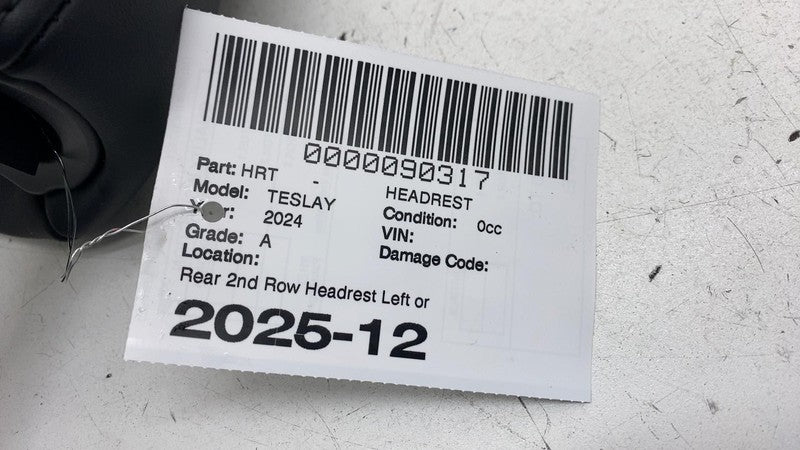 0000090317
Part: HRT - HEADREST
Model: TESLAY Condition: 0cc
2024 VIN:
Grade: A Damage Code:
Location:
Rear 2nd Row Headrest Left or
2025-12